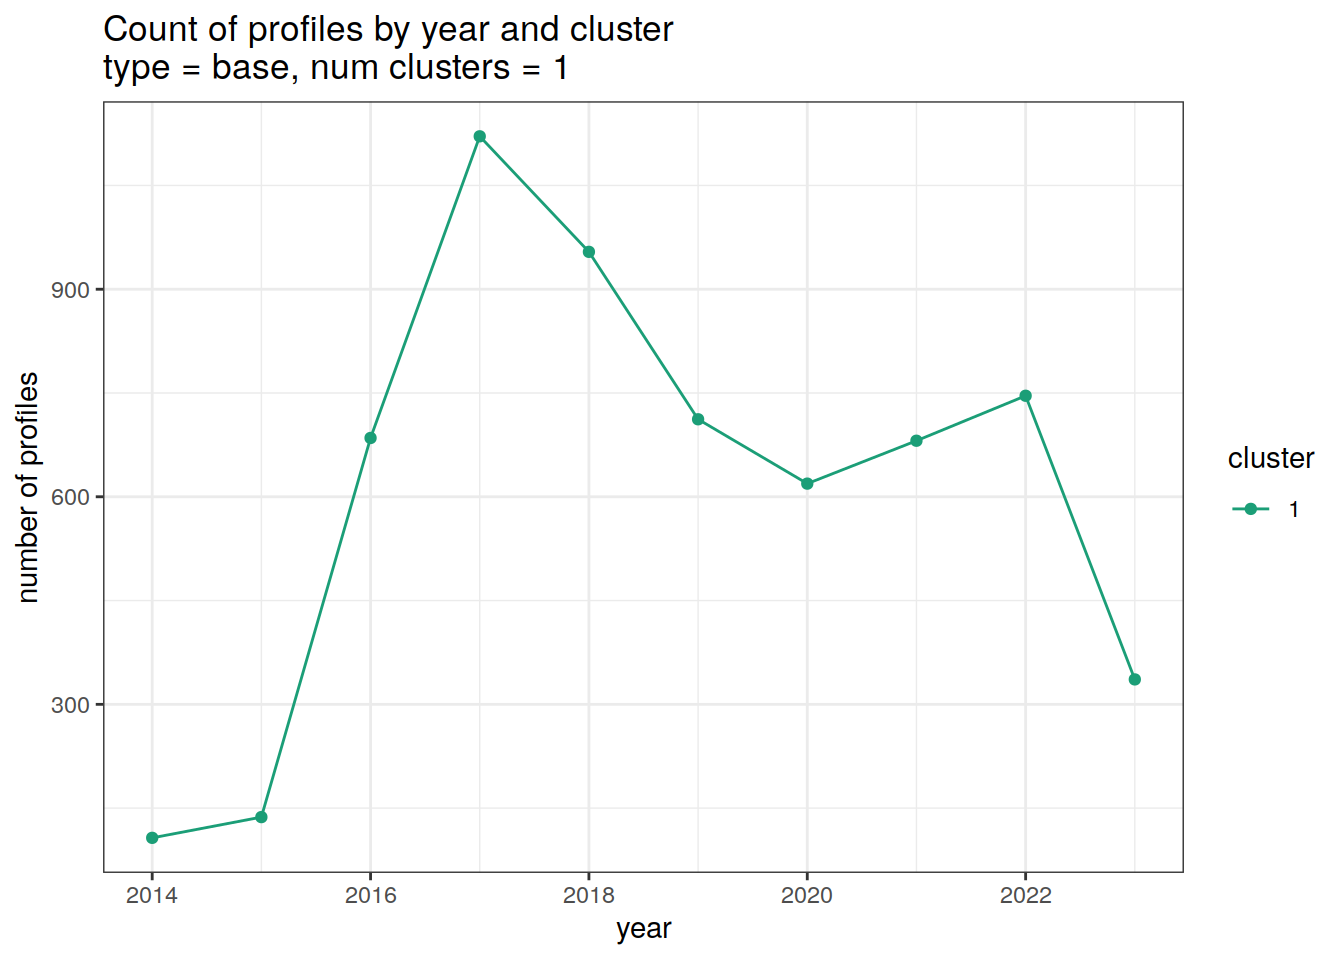 Count of profiles by year and cluster
type = base, num clusters = 1
number of profiles
900
600
300
2014
2016
2018
2020
2022
year
cluster
1